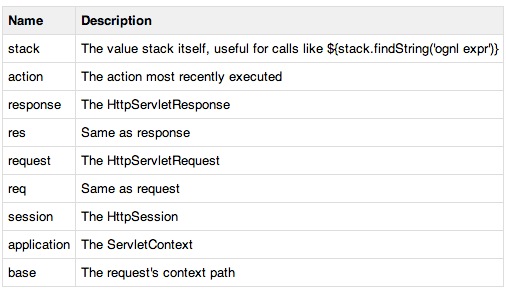 Name Description
stack The value stack itself, useful for calls like ${stack.findString('ognl expr')}
action The action most recently executed
response The HttpServletResponse
res Same as response
request The HttpServletRequest
req Same as request
session The HttpSession
application The ServletContext
base The request's context path